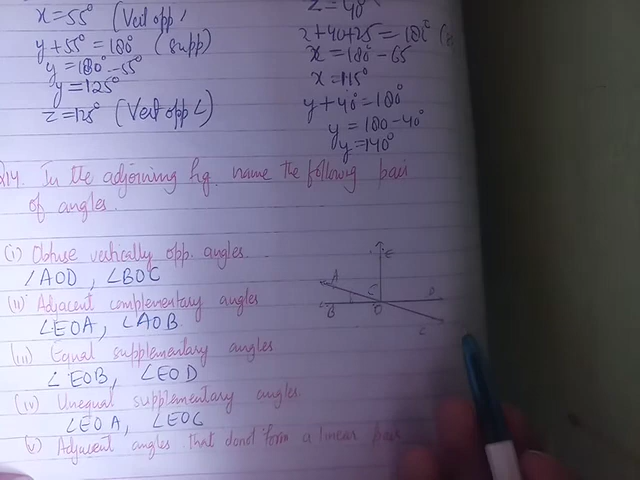 x=55° (Vert opp
y+55°=180° (supp)
y=180°-55°
y=125°
z=125° (Vert opp<)
z=40°
z+40+25=180°
x=180-65
x=115°
y+40=180°
y=180-40°
y=140°
Q14. In the adjoining fig. name the following pair
of angles.
(i) Obtuse vertically opp. angles.
∠AOD, ∠BOC
(ii) Adjacent complementary angles
∠EOA, ∠AOB
(iii) Equal supplementary angles
∠EOB, ∠EOD
(iv) Unequal supplementary angles.
∠EOA, ∠EOC
(v) Adjacent angles that donot form a linear pair
E
A
B
O
D
C